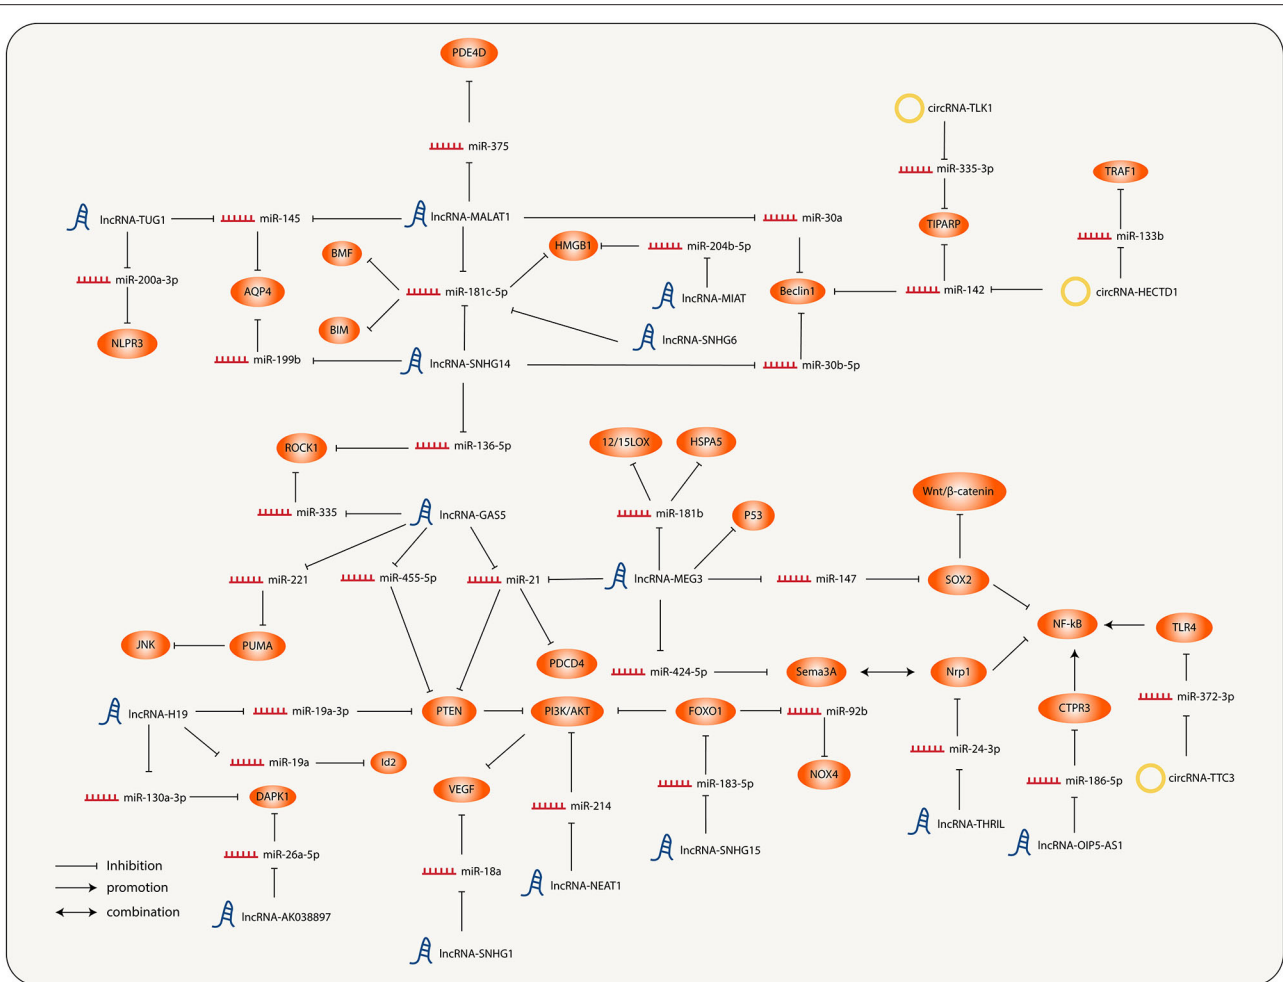 PDE4D
circRNA-TLK1
miR-375
miR-335-3p
TRAF1
lncRNA-TUG1
miR-145
lncRNA-MALAT1
miR-30a
TIPARP
miR-133b
BMF
HMGB1
miR-204b-5p
miR-200a-3p
AQP4
miR-181c-5p
lncRNA-MIAT
Beclin1
miR-142
circRNA-HECTD1
NLPR3
BIM
lncRNA-SNHG6
miR-199b
lncRNA-SNHG14
miR-30b-5p
ROCK1
miR-136-5p
12/15LOX
HSPA5
Wnt/β-catenin
miR-335
lncRNA-GAS5
miR-181b
P53
miR-221
miR-455-5p
miR-21
lncRNA-MEG3
miR-147
SOX2
NF-kB
TLR4
JNK
PUMA
PDCD4
miR-424-5p
Sema3A
Nrp1
miR-372-3p
lncRNA-H19
miR-19a-3p
PTEN
PI3K/AKT
FOXO1
miR-92b
CTPR3
miR-24-3p
miR-19a
Id2
NOX4
miR-186-5p
circRNA-TTC3
miR-130a-3p
DAPK1
VEGF
miR-183-5p
miR-214
lncRNA-THRIL
lncRNA-OIP5-AS1
miR-26a-5p
lncRNA-SNHG15
Inhibition
miR-18a
promotion
lncRNA-NEAT1
combination
lncRNA-AK038897
lncRNA-SNHG1